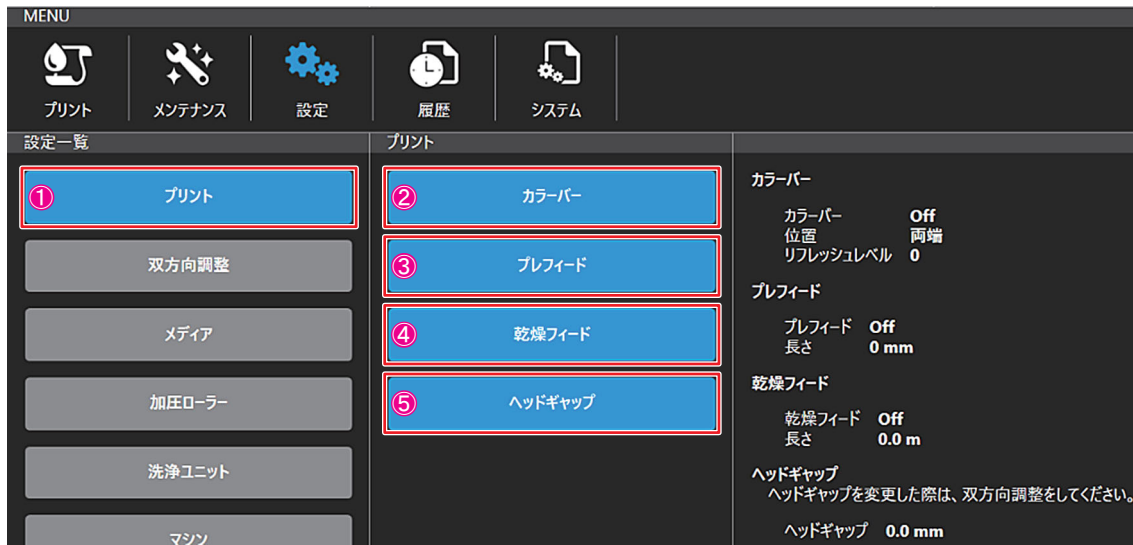 MENU
プリント
メンテナンス
設定
履歴
システム
設定一覧
① プリント
双方向調整
メディア
加圧ローラー
洗浄ユニット
マシン
プリント
② カラーバー
③ プレフィード
④ 乾燥フィード
⑤ ヘッドギャップ
カラーバー
カラーバー Off
位置 両端
リフレッシュレベル 0
プレフィード
プレフィード Off
長さ 0 mm
乾燥フィード
乾燥フィード Off
長さ 0.0 m
ヘッドギャップ
ヘッドギャップを変更した際は、双方向調整をしてください。
ヘッドギャップ 0.0 mm